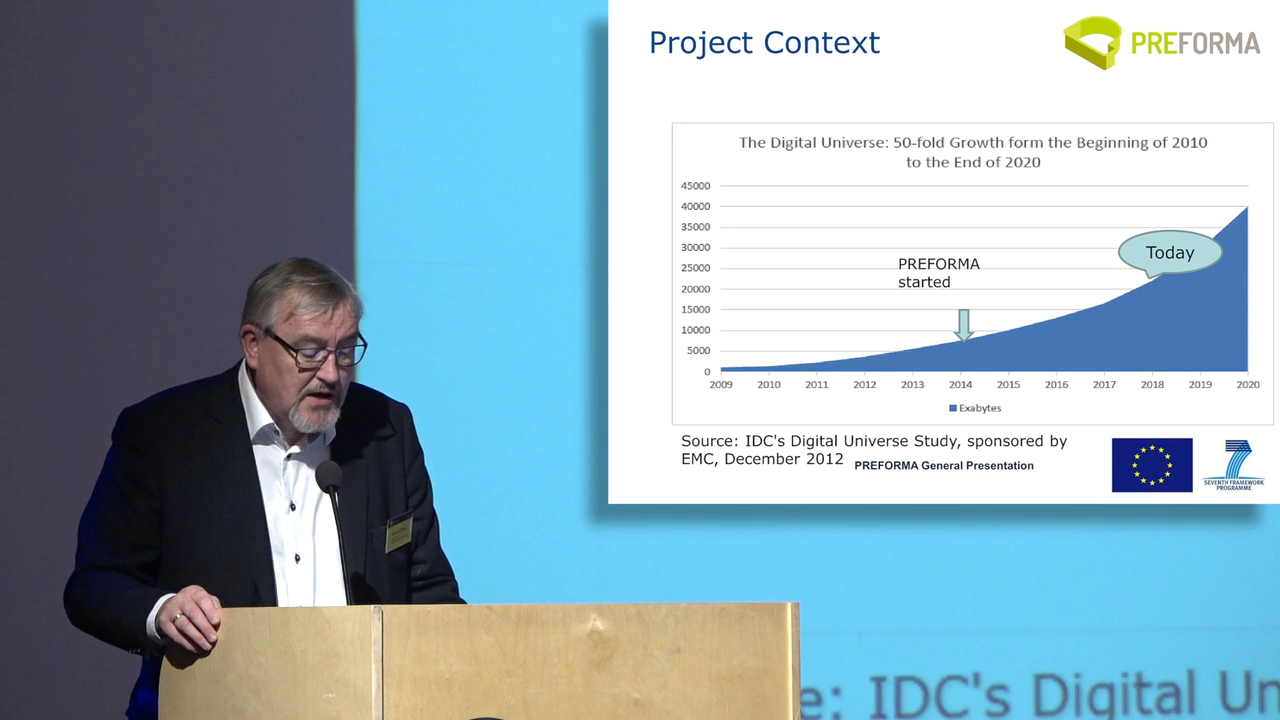 Project Context
PREFORMA
The Digital Universe: 50-fold Growth form the Beginning of 2010
to the End of 2020
45000
40000
35000
30000
25000
20000
15000
10000
5000
0
PREFORMA
started
Today
2009 2010 2011 2012 2013 2014 2015 2016 2017 2018 2019 2020
Exabytes
Source: IDC's Digital Universe Study, sponsored by
EMC, December 2012
PREFORMA General Presentation
SEVENTH FRAMEWORK
PROGRAMME
e: IDC's Digital Un